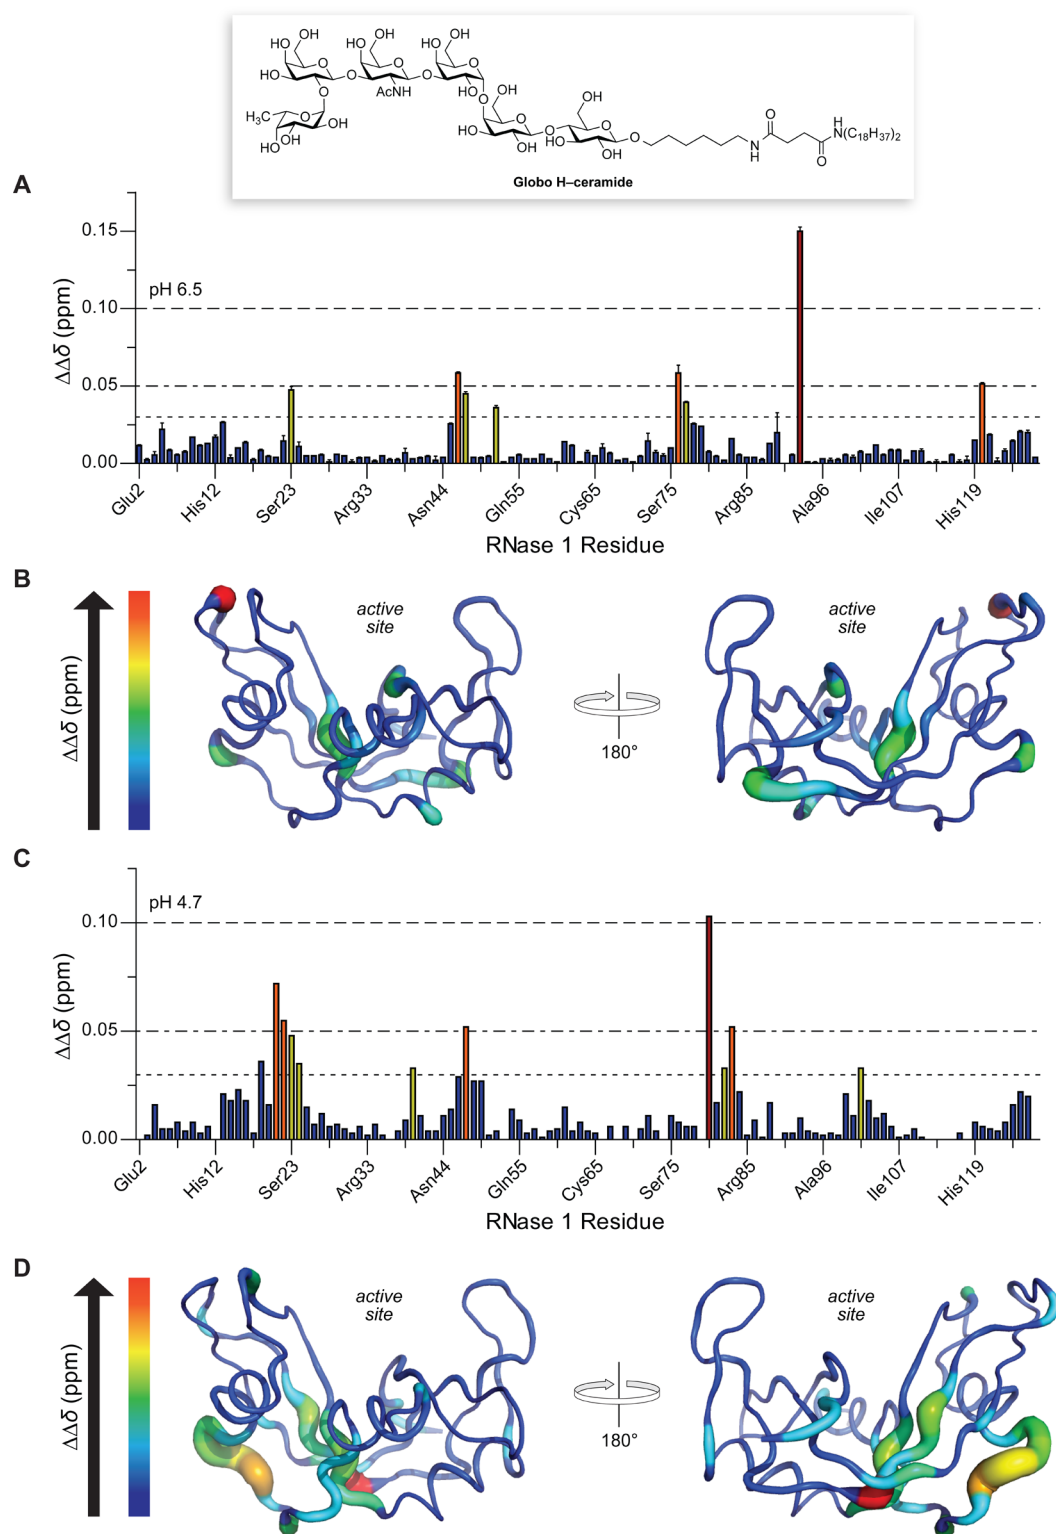 HO OH
HO
O
O
OH
HO
O
AcNH
O
HO OH
O
HO
O
HO OH
O
HO
O
H₃C
O
OH
OH
HO
OH
O
HO
OH
O
OH
O
HO
OH
O
N
H
O
O
H
N(C₁₈H₃₇)₂
Globo H–ceramide
A
ΔΔδ (ppm)
0.15
0.10
0.05
0.00
pH 6.5
Glu2 His12 Ser23 Arg33 Asn44 Gln55 Cys65 Ser75 Arg85 Ala96 Ile107 His119
RNase 1 Residue
B
ΔΔδ (ppm)
active
site
180°
active
site
C
ΔΔδ (ppm)
0.10
0.05
0.00
pH 4.7
Glu2 His12 Ser23 Arg33 Asn44 Gln55 Cys65 Ser75 Arg85 Ala96 Ile107 His119
RNase 1 Residue
D
ΔΔδ (ppm)
active
site
180°
active
site